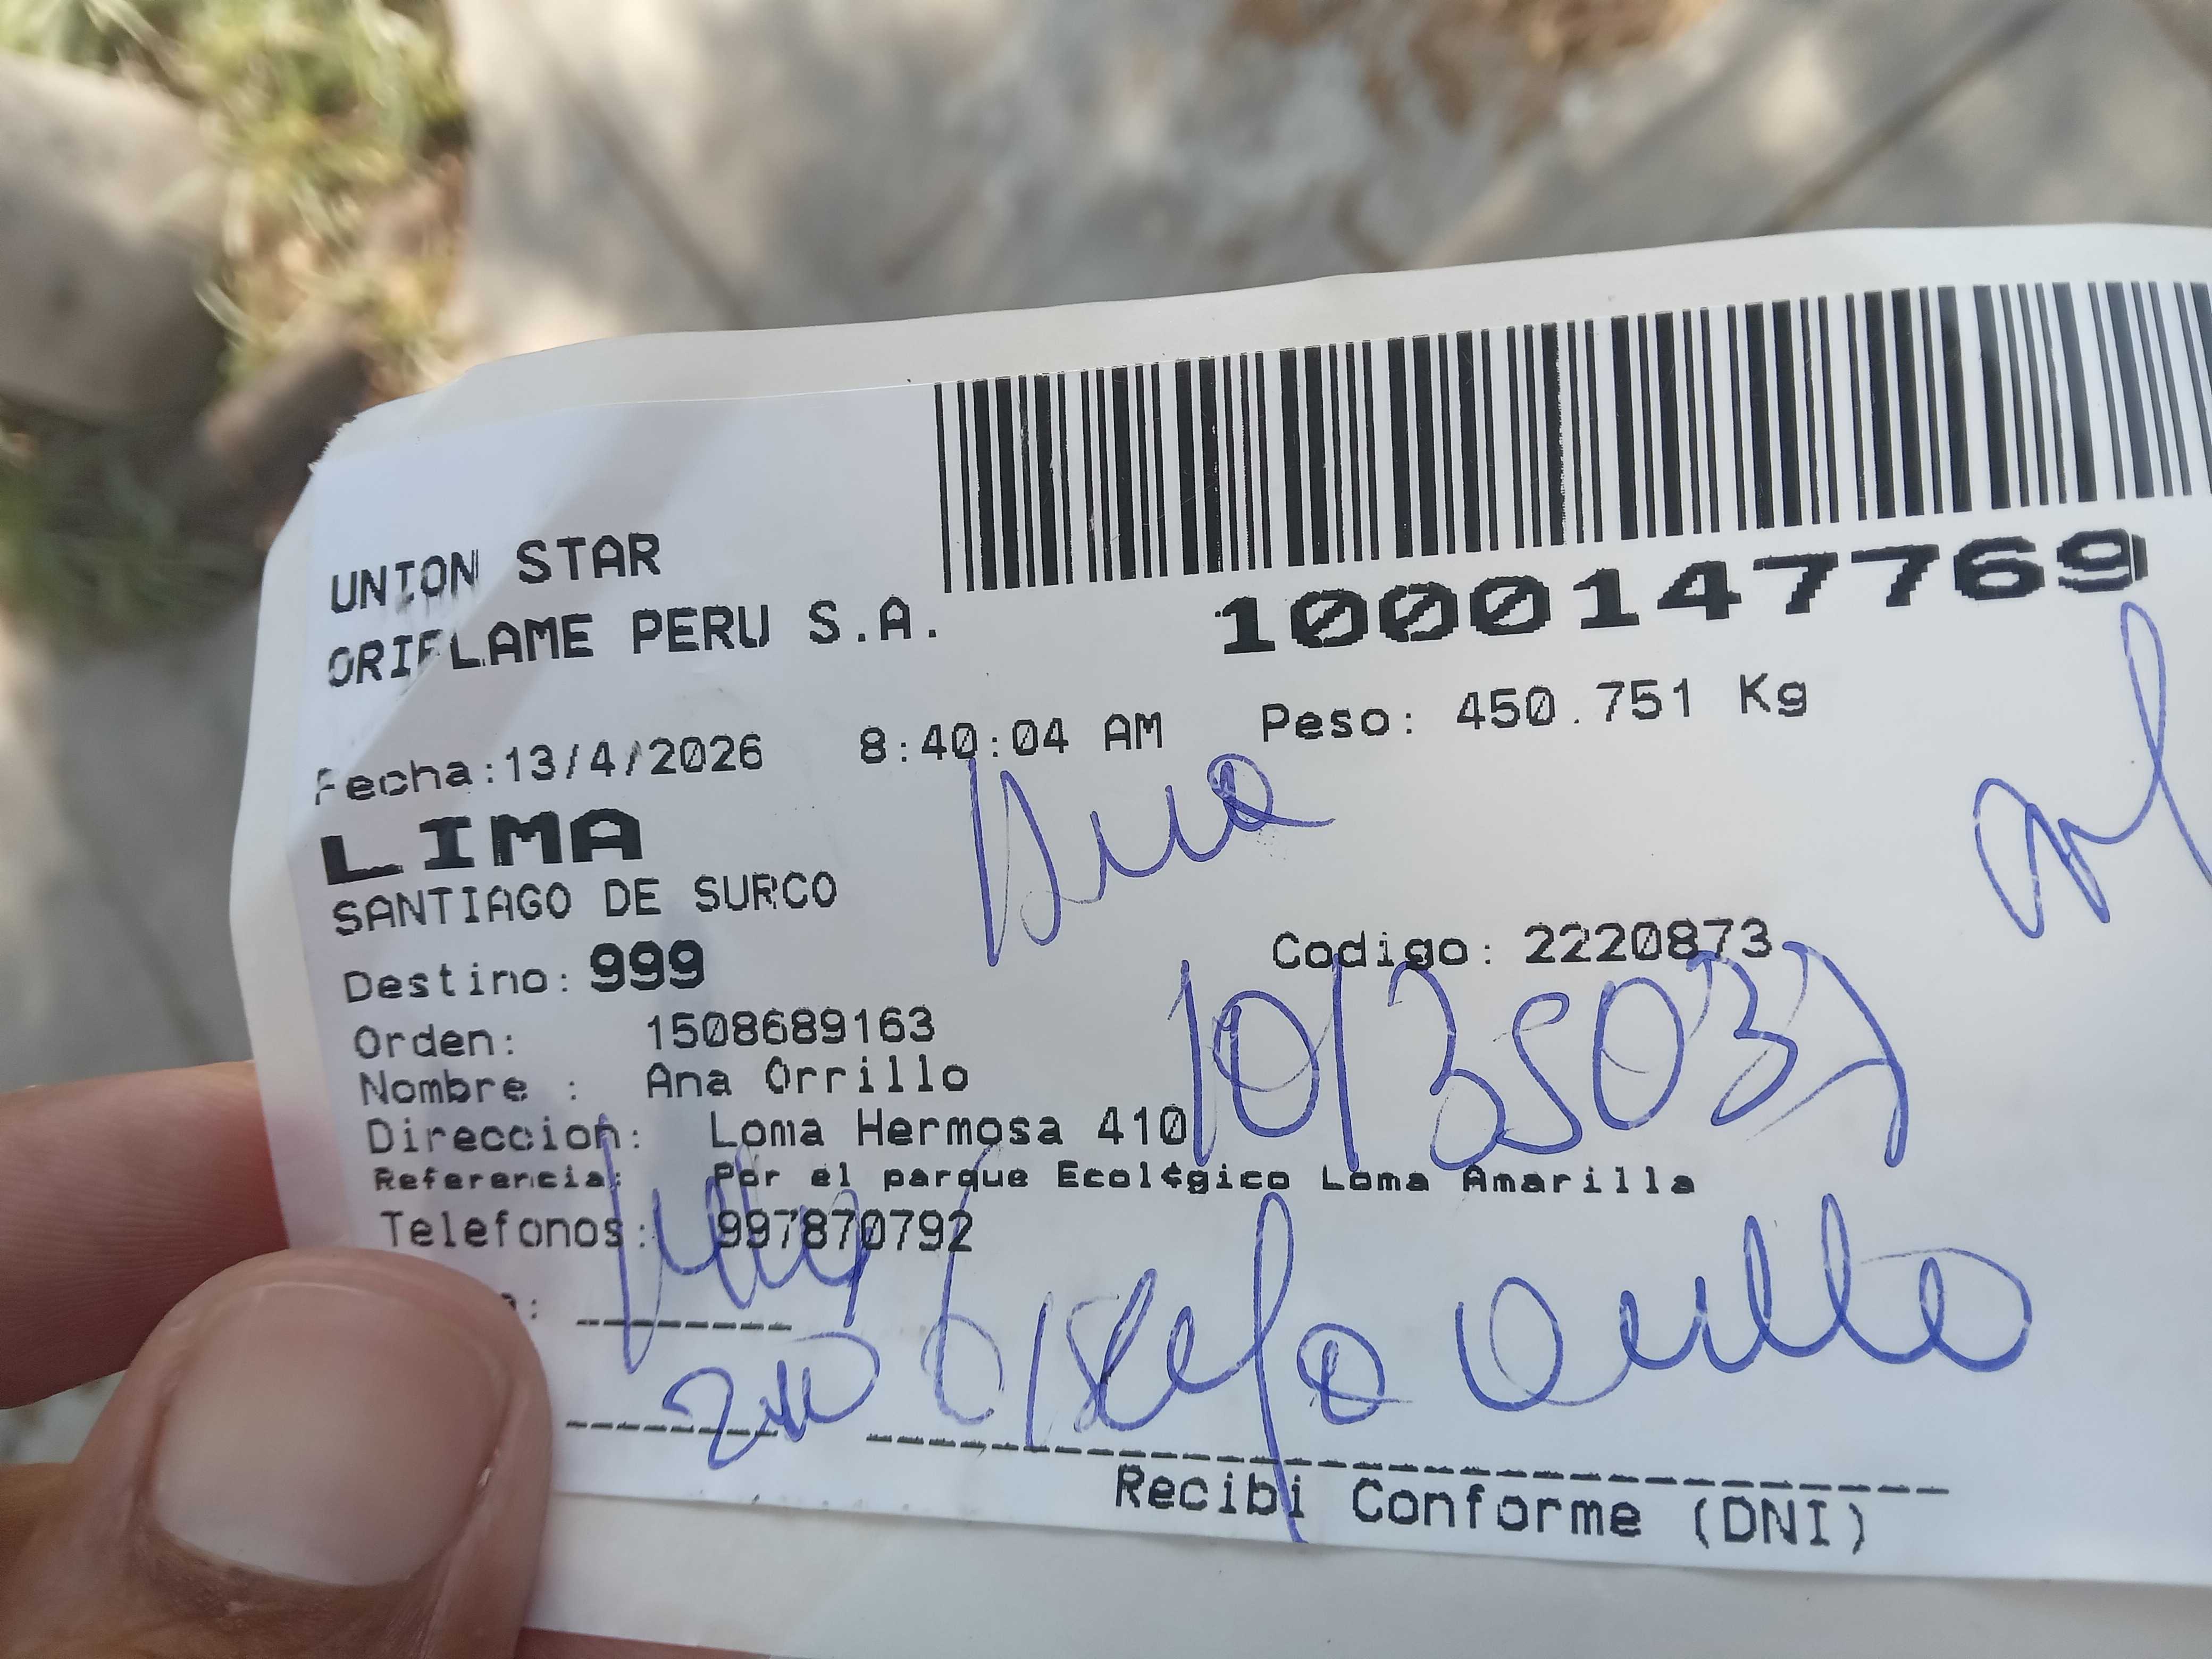 UNION STAR
ORIFLAME PERU S.A.
1000147769
Fecha:13/4/2026 8:40:04 AM Peso: 450.751 Kg
LIMA
SANTIAGO DE SURCO
Destino: 999
Codigo: 2220873
Orden: 1508689163
Nombre : Ana Orrillo
10135037
Direccion: Loma Hermosa 410
Referencia: Por el parque Ecol¢gico Loma Amarilla
Telefonos: 997870792
Recibi Conforme (DNI)